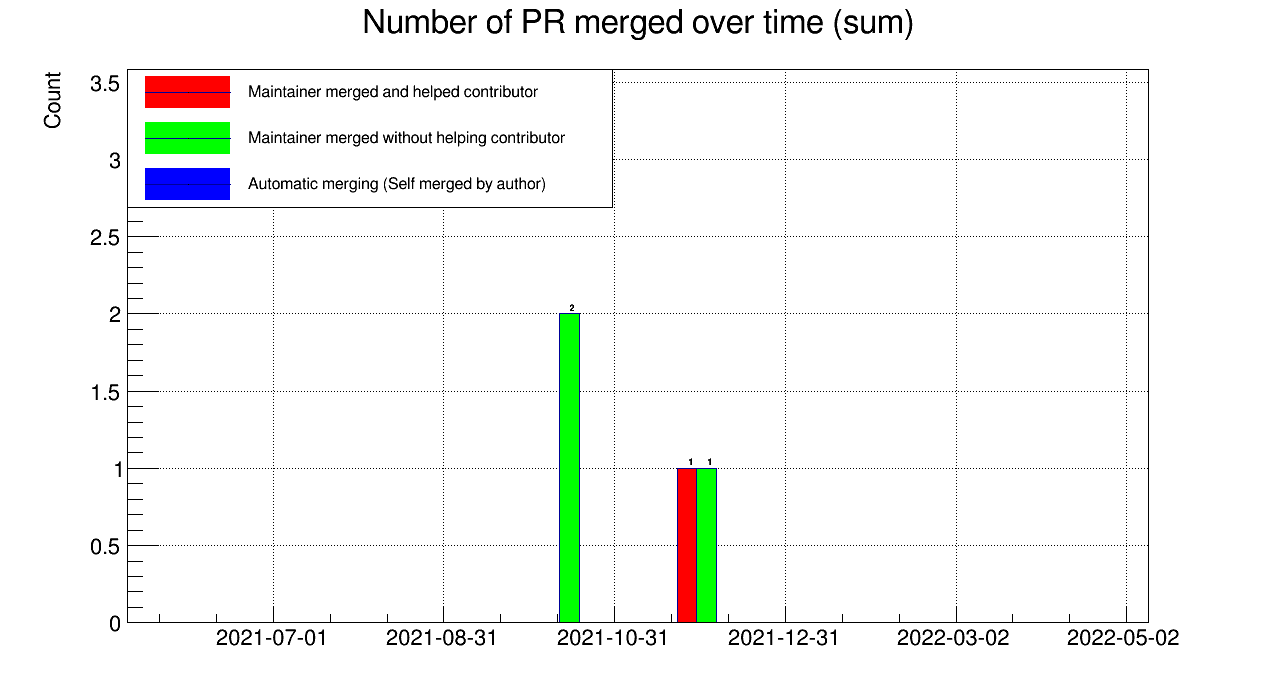 Number of PR merged over time (sum)
Count
3.5
3
2.5
2
1.5
1
0.5
0
Maintainer merged and helped contributor
Maintainer merged without helping contributor
Automatic merging (Self merged by author)
2
1 1
2021-07-01 2021-08-31 2021-10-31 2021-12-31 2022-03-02 2022-05-02